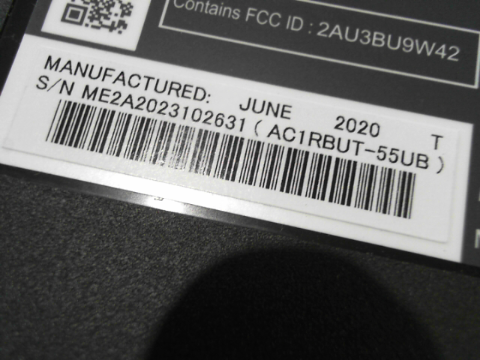 Contains FCC ID : 2AU3BU9W42
MANUFACTURED: JUNE 2020 T
S/N ME2A2023102631 ( AC1RBUT-55UB )